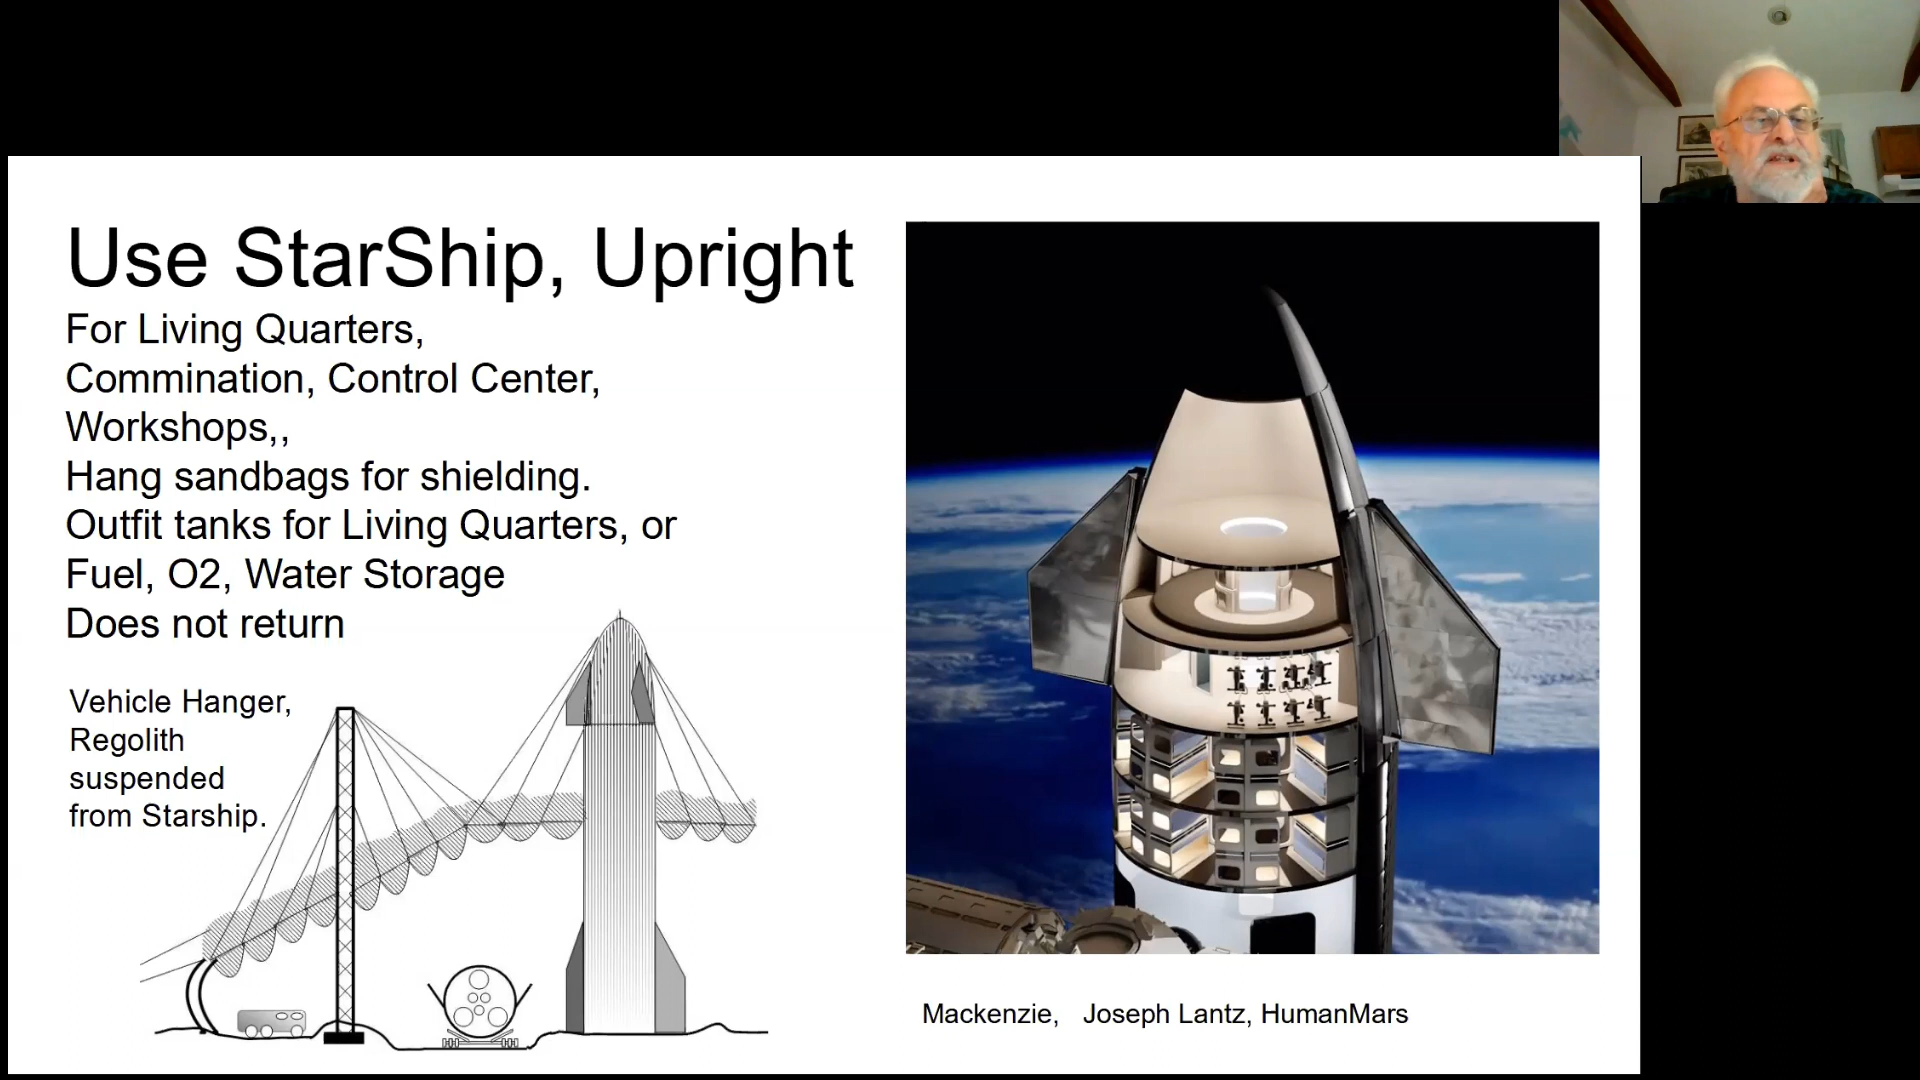 Use StarShip, Upright
For Living Quarters,
Commination, Control Center,
Workshops,,
Hang sandbags for shielding.
Outfit tanks for Living Quarters, or
Fuel, O2, Water Storage
Does not return
Vehicle Hanger,
Regolith
suspended
from Starship.
Mackenzie, Joseph Lantz, HumanMars